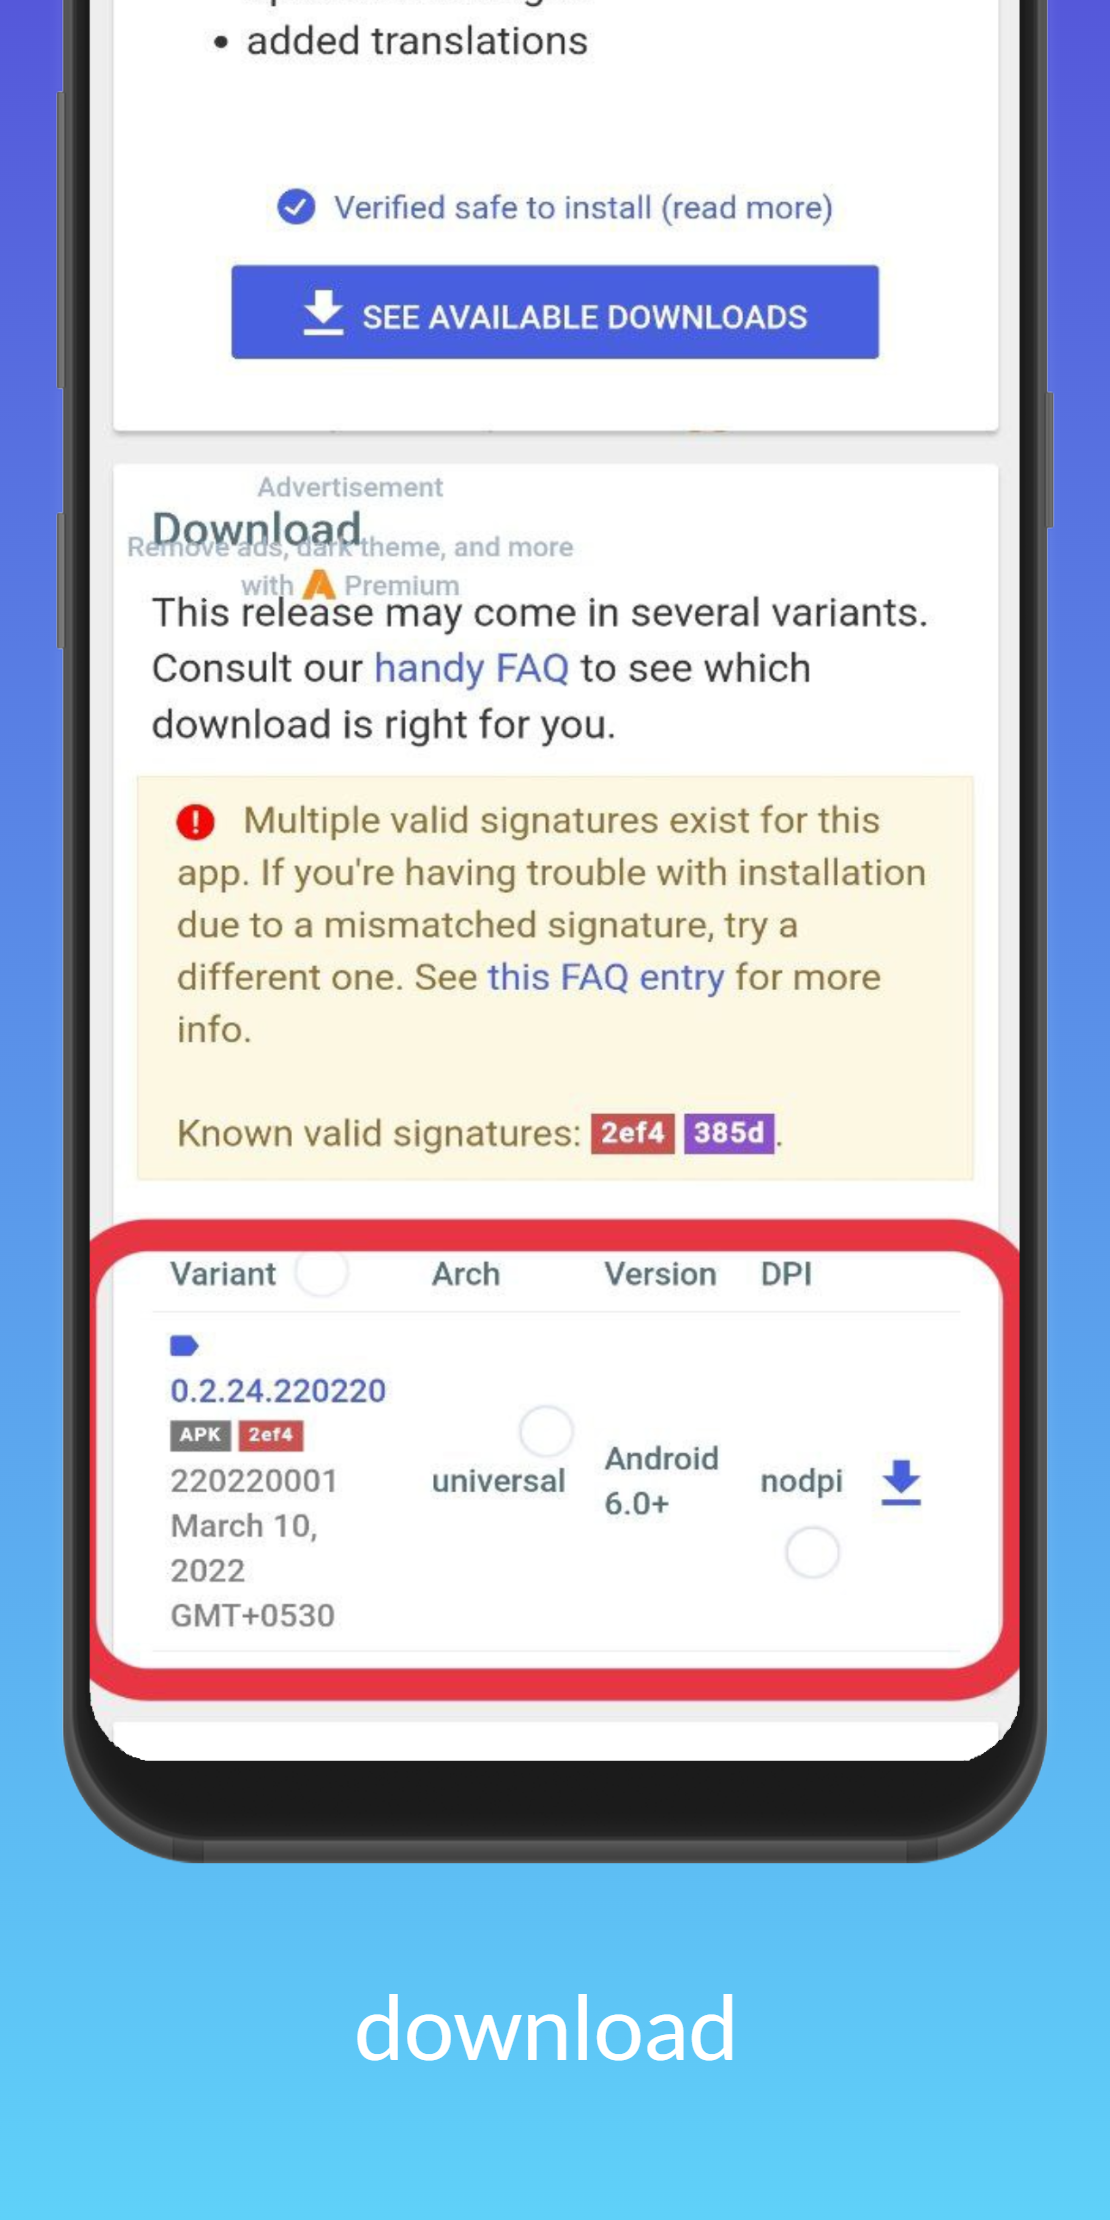 • added translations
Verified safe to install (read more)
SEE AVAILABLE DOWNLOADS
Advertisement
Download
Remove ads, dark theme, and more
with Premium
This release may come in several variants.
Consult our handy FAQ to see which
download is right for you.
Multiple valid signatures exist for this
app. If you're having trouble with installation
due to a mismatched signature, try a
different one. See this FAQ entry for more
info.
Known valid signatures: 2ef4 385d.
Variant Arch Version DPI
0.2.24.220220
APK 2ef4
220220001
March 10,
2022
GMT+0530
universal
Android
6.0+
nodpi
download